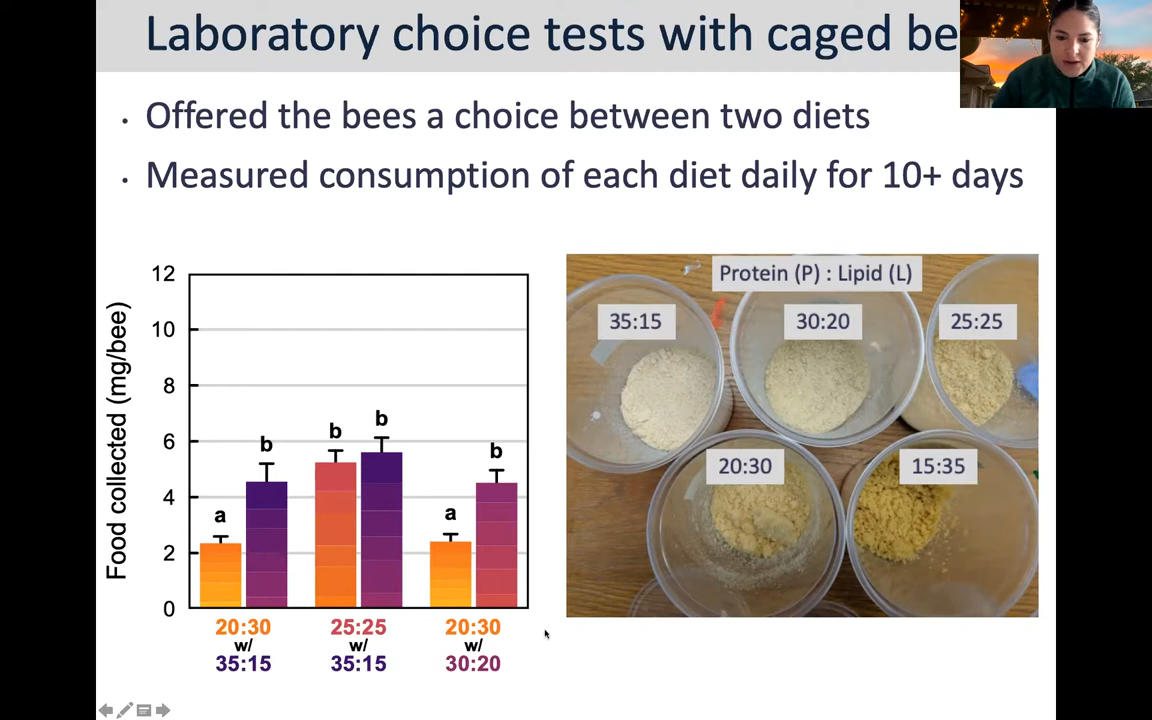 Laboratory choice tests with caged be
• Offered the bees a choice between two diets
• Measured consumption of each diet daily for 10+ days
Food collected (mg/bee)
12
10
8
6
4
2
0
a
b
b
b
a
b
20:30
w/
35:15
25:25
w/
35:15
20:30
w/
30:20
Protein (P) : Lipid (L)
35:15
30:20
25:25
20:30
15:35